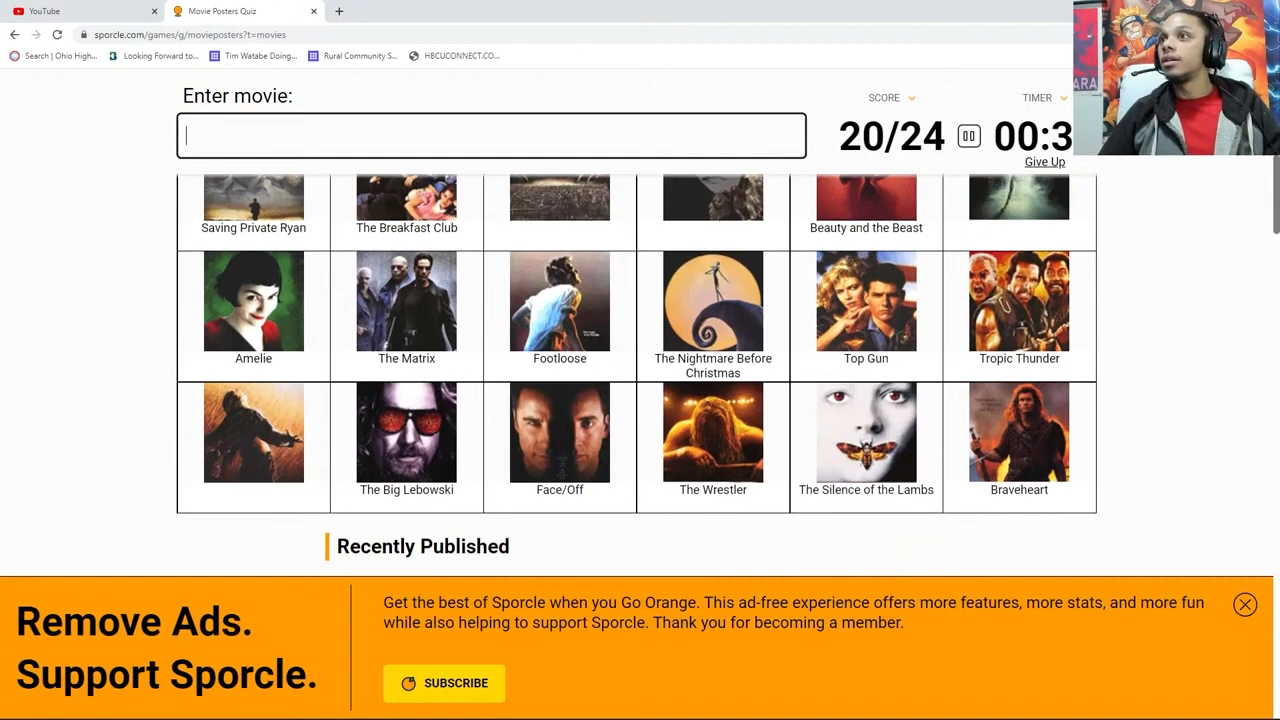 YouTube
Movie Posters Quiz
sporcle.com/games/g/movieposters?t=movies
Search | Ohio High...
Looking Forward to...
Tim Watabe Doing...
Rural Community S...
HBCUCONNECT.CO...
Enter movie:
SCORE
TIMER
20/24
00:3
Give Up
Saving Private Ryan
The Breakfast Club
Beauty and the Beast
Amelie
The Matrix
Footloose
The Nightmare Before
Christmas
Top Gun
Tropic Thunder
The Big Lebowski
Face/Off
The Wrestler
The Silence of the Lambs
Braveheart
Recently Published
Remove Ads.
Support Sporcle.
Get the best of Sporcle when you Go Orange. This ad-free experience offers more features, more stats, and more fun
while also helping to support Sporcle. Thank you for becoming a member.
SUBSCRIBE
ARA